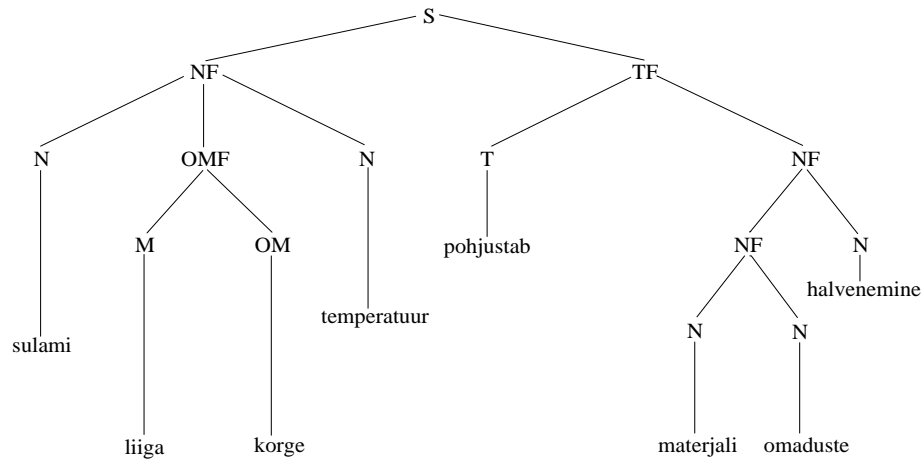 S
NF TF
N OMF N T NF
M OM pohjustab NF N
halvenemine
temperatuur
sulami N N
liiga korge materjali omaduste